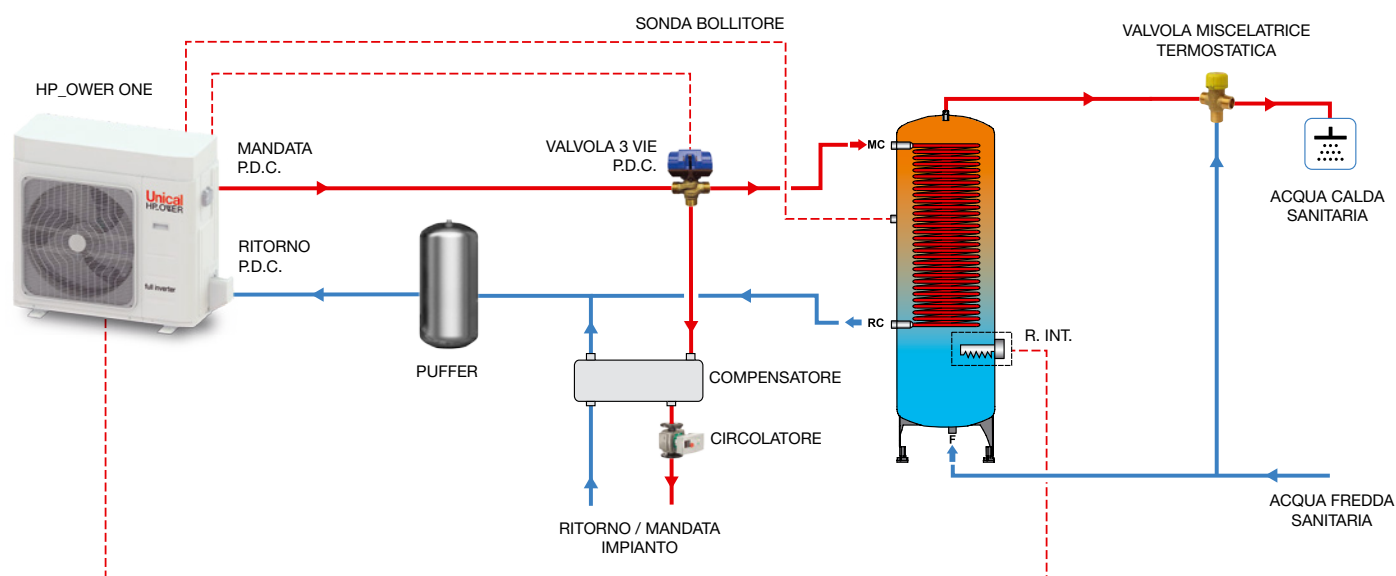 SONDA BOLLITORE
VALVOLA MISCELATRICE
TERMOSTATICA
HP_OWER ONE
MANDATA
P.D.C.
VALVOLA 3 VIE
P.D.C.
MC
Unical
HP_OWER
full inverter
ACQUA CALDA
SANITARIA
RITORNO
P.D.C.
RC
R. INT.
PUFFER
COMPENSATORE
CIRCOLATORE
F
RITORNO / MANDATA
IMPIANTO
ACQUA FREDDA
SANITARIA